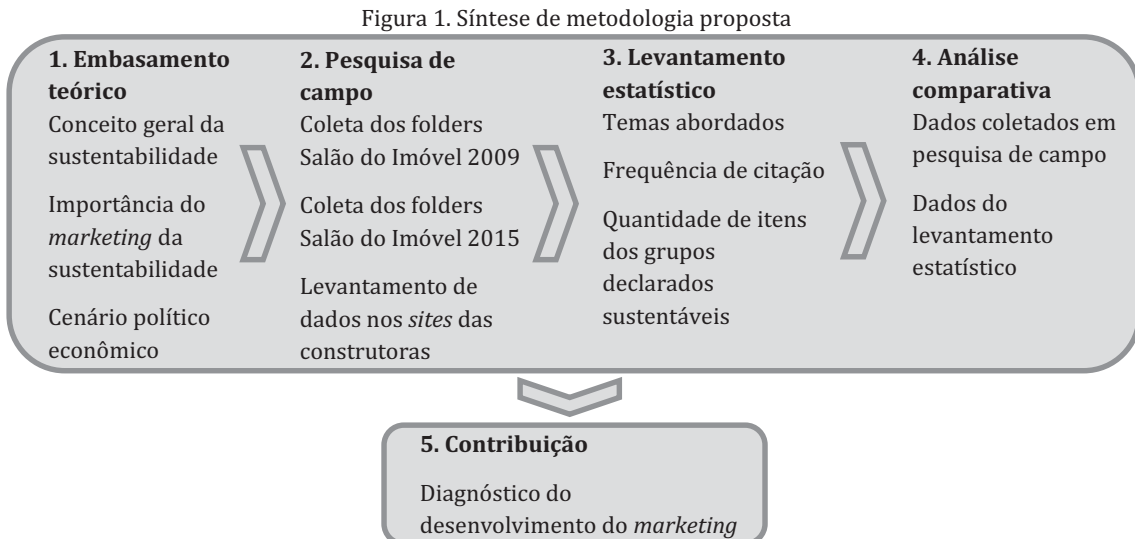 Figura 1. Síntese de metodologia proposta
1. Embasamento
teórico
Conceito geral da
sustentabilidade
Importância do
marketing da
sustentabilidade
Cenário político
econômico
2. Pesquisa de
campo
Coleta dos folders
Salão do Imóvel 2009
Coleta dos folders
Salão do Imóvel 2015
Levantamento de
dados nos sites das
construtoras
3. Levantamento
estatístico
Temas abordados
Frequência de citação
Quantidade de itens
dos grupos
declarados
sustentáveis
4. Análise
comparativa
Dados coletados em
pesquisa de campo
Dados do
levantamento
estatístico
5. Contribuição
Diagnóstico do
desenvolvimento do marketing